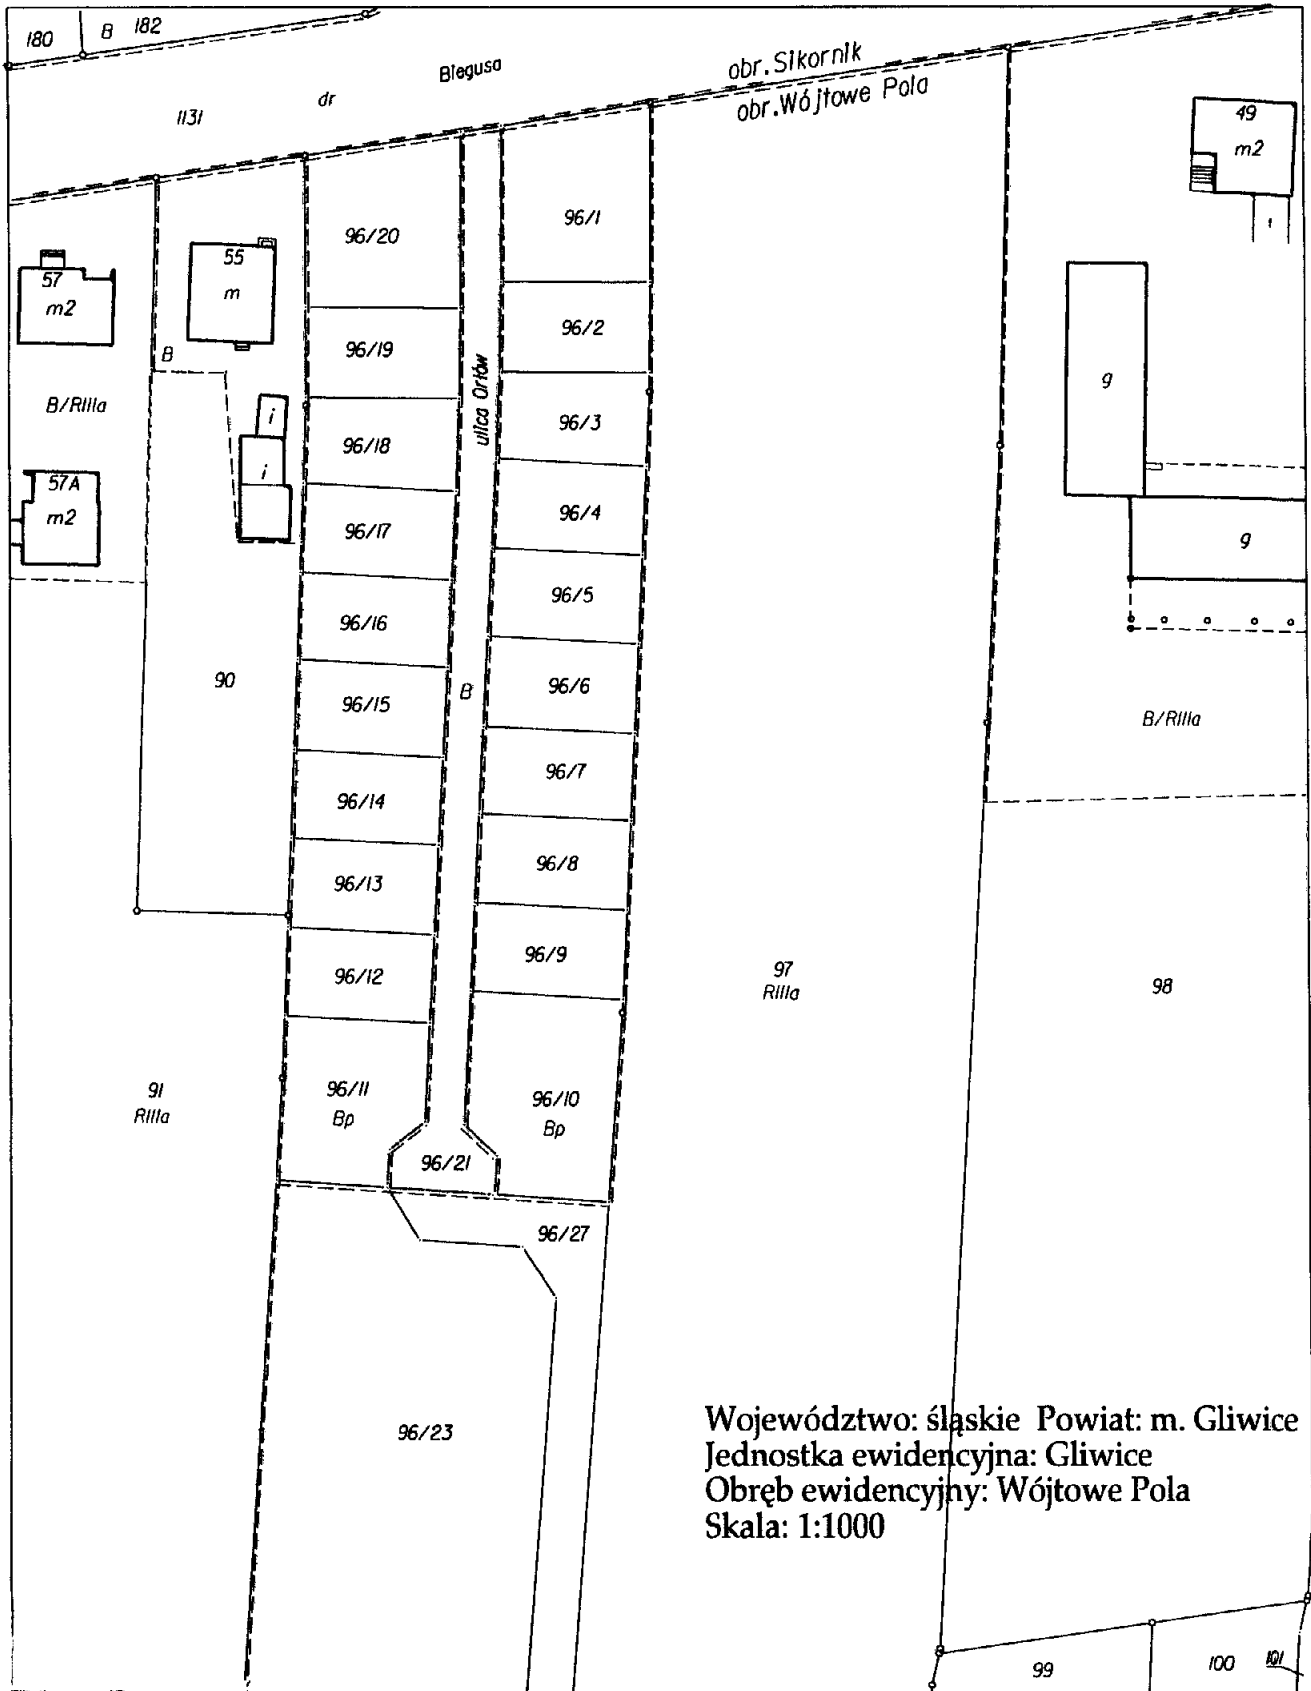 180
B
182
Biegusa
dr
1131
obr. Sikornik
obr. Wójtowe Pola
49
m2
t
96/1
96/20
55
m
57
m2
96/2
96/19
B
ulica Orłów
g
B/RIIIa
96/3
i
96/18
i
57A
m2
96/4
96/17
g
96/5
96/16
90
96/6
B
96/15
B/RIIIa
96/7
96/14
96/8
96/13
96/9
96/12
97
RIIIa
98
91
RIIIa
96/11
Bp
96/10
Bp
96/21
96/27
96/23
Województwo: śląskie Powiat: m. Gliwice
Jednostka ewidencyjna: Gliwice
Obręb ewidencyjny: Wójtowe Pola
Skala: 1:1000
99
100
101